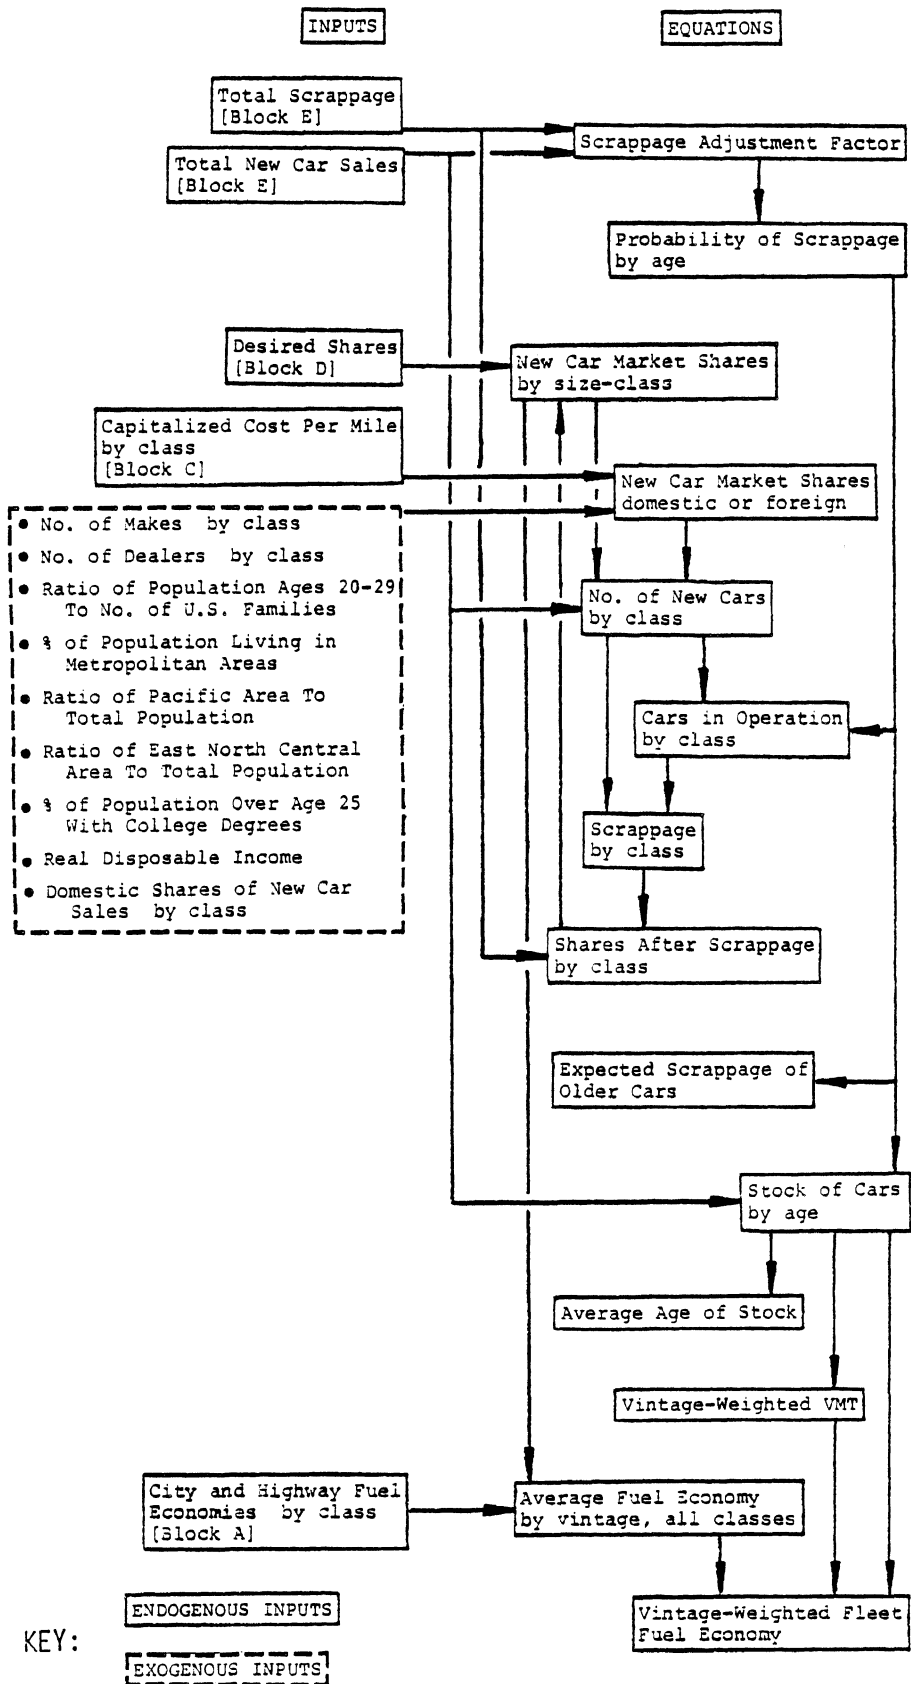 INPUTS
EQUATIONS
Total Scrappage
[Block E]
Scrappage Adjustment Factor
Total New Car Sales
[Block E]
Probability of Scrappage
by age
Desired Shares
[Block D]
New Car Market Shares
by size-class
Capitalized Cost Per Mile
by class
[Block C]
New Car Market Shares
domestic or foreign
• No. of Makes by class
• No. of Dealers by class
• Ratio of Population Ages 20-29
To No. of U.S. Families
• % of Population Living in
Metropolitan Areas
• Ratio of Pacific Area To
Total Population
• Ratio of East North Central
Area To Total Population
• % of Population Over Age 25
With College Degrees
• Real Disposable Income
• Domestic Shares of New Car
Sales by class
No. of New Cars
by class
Cars in Operation
by class
Scrappage
by class
Shares After Scrappage
by class
Expected Scrappage of
Older Cars
Stock of Cars
by age
Average Age of Stock
Vintage-Weighted VMT
City and Highway Fuel
Economies by class
[Block A]
Average Fuel Economy
by vintage, all classes
Vintage-Weighted Fleet
Fuel Economy
KEY:
ENDOGENOUS INPUTS
EXOGENOUS INPUTS